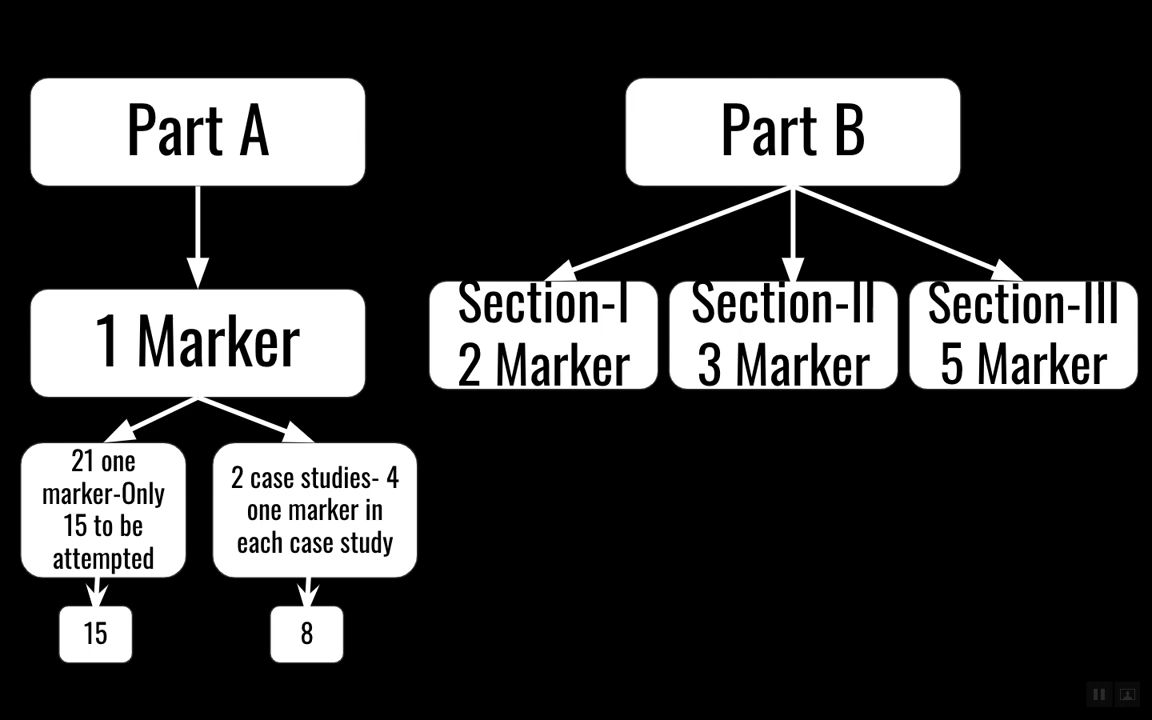 Part A
Part B
1 Marker
Section-I
2 Marker
Section-II
3 Marker
Section-III
5 Marker
21 one
marker-Only
15 to be
attempted
2 case studies- 4
one marker in
each case study
15
8